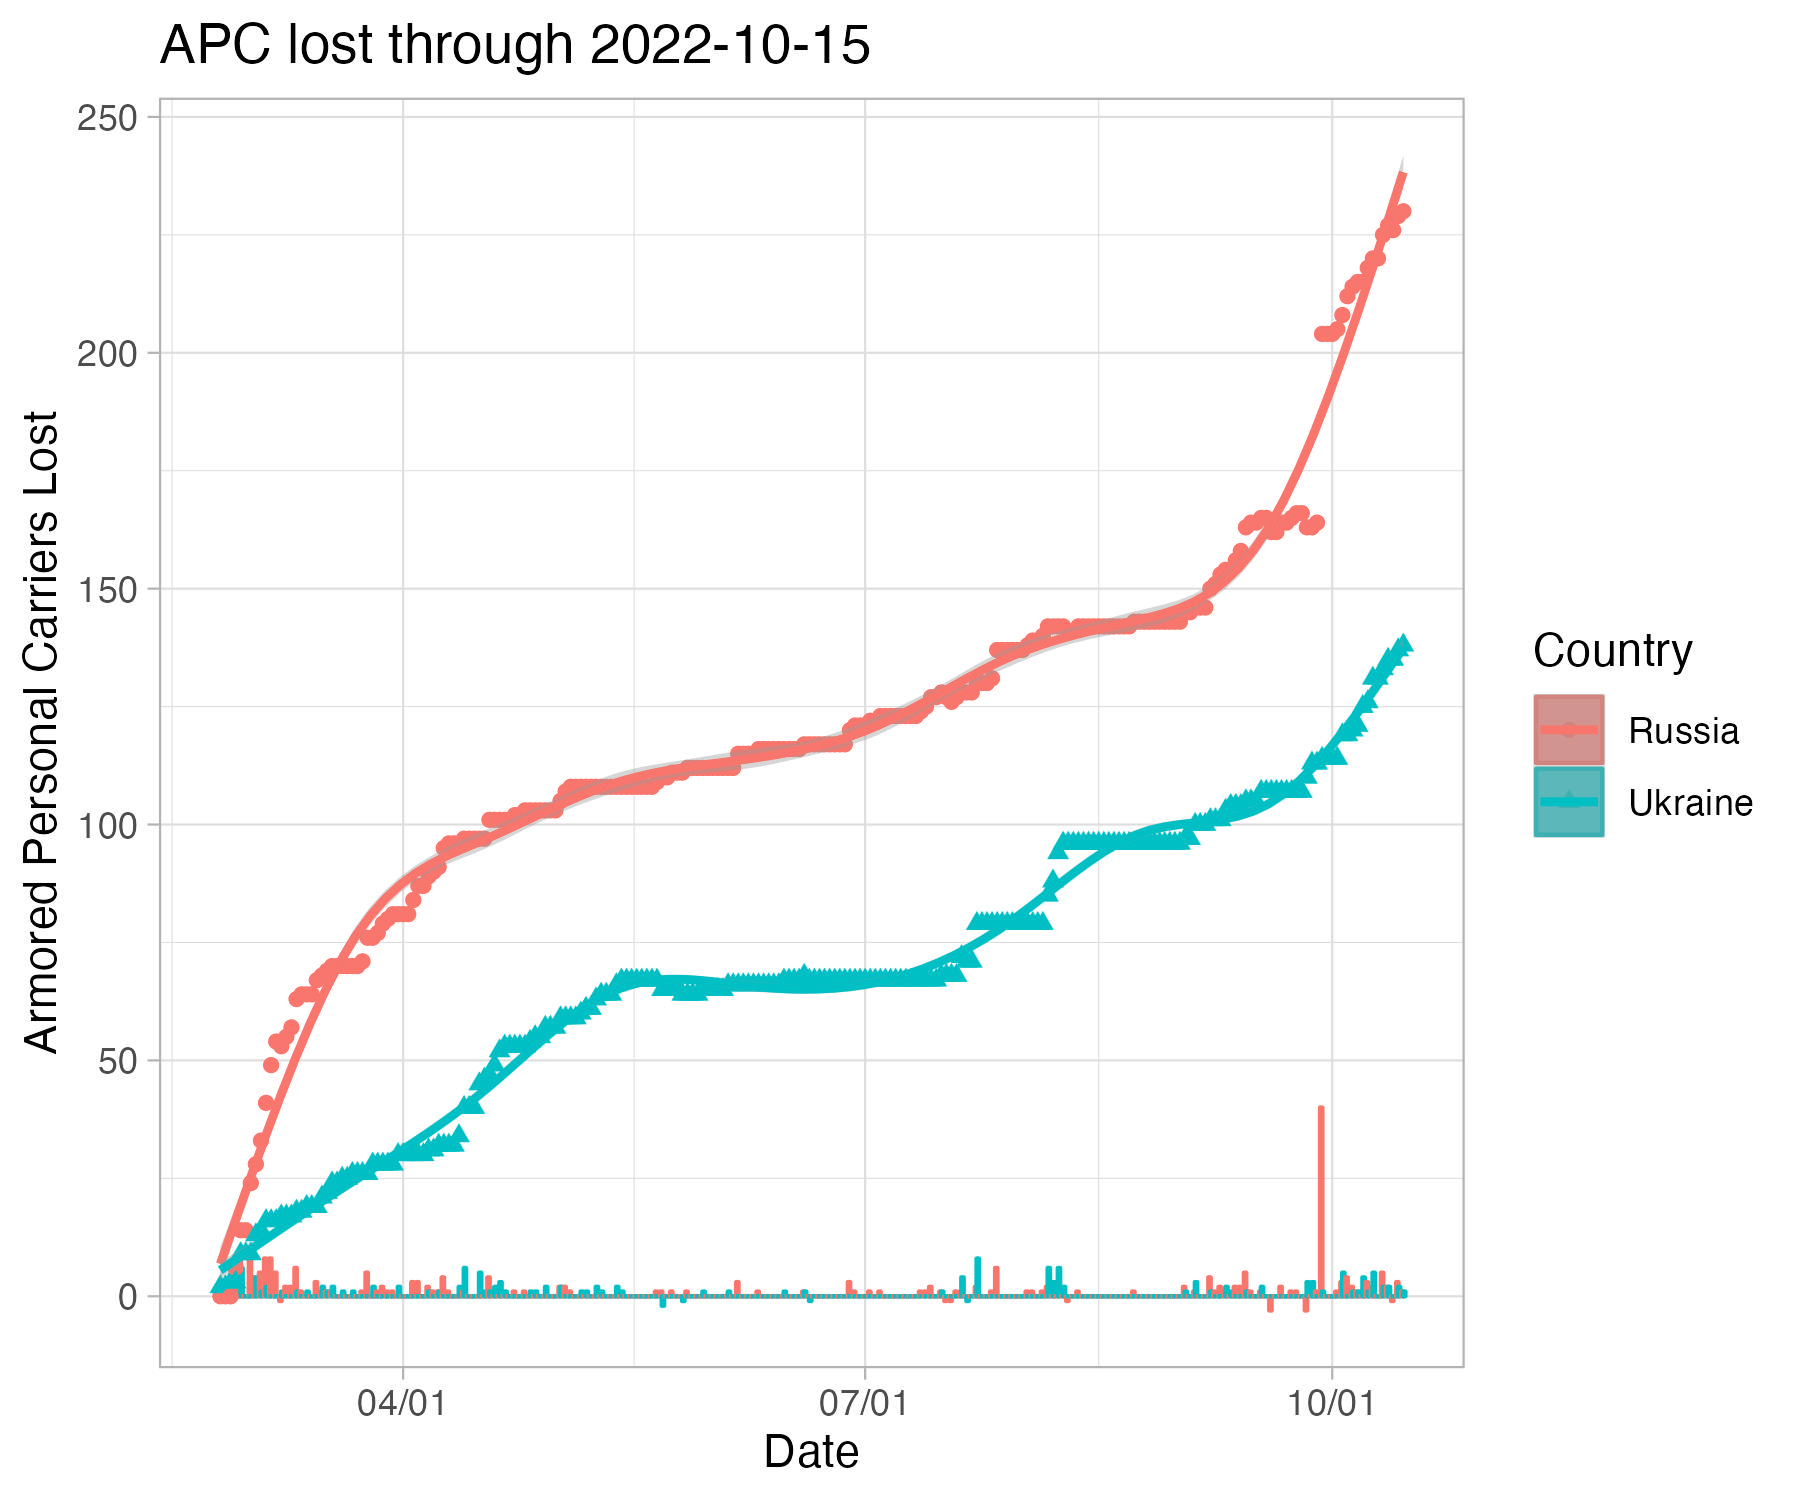 APC lost through 2022-10-15
250
200
150
100
50
0
Armored Personal Carriers Lost
04/01
07/01
10/01
Date
Country
Russia
Ukraine